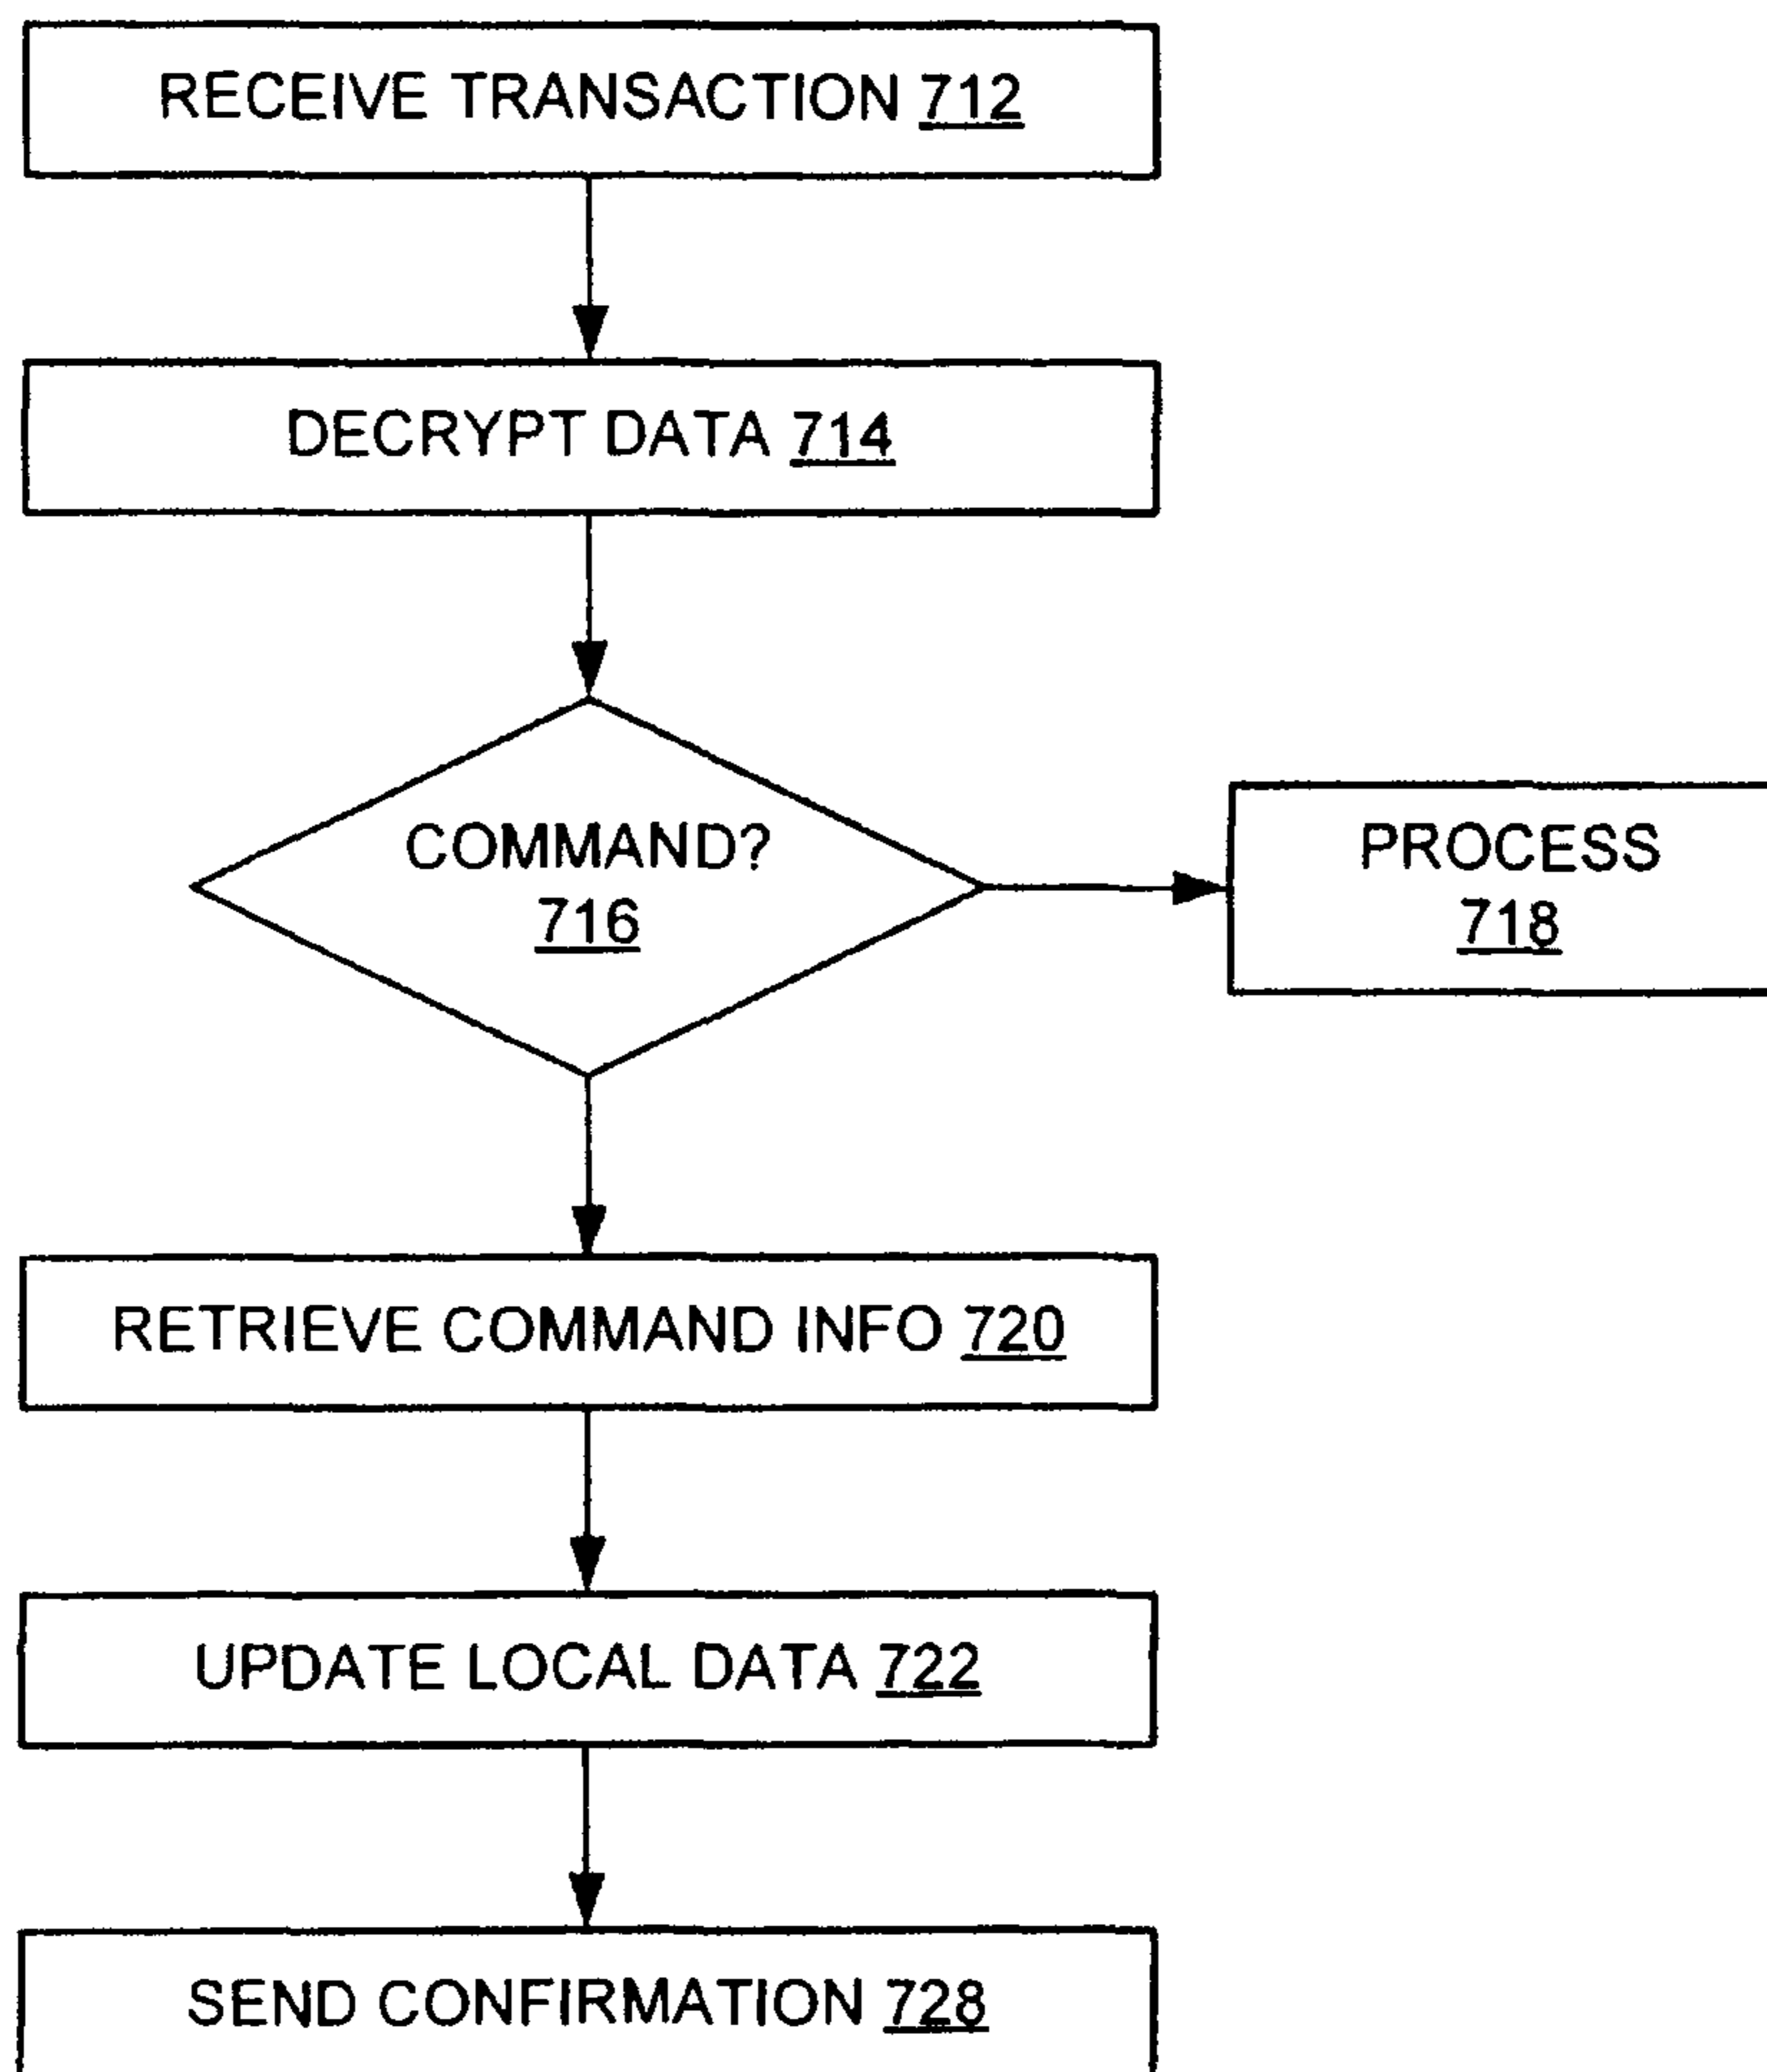 RECEIVE TRANSACTION 712
DECRYPT DATA 714
COMMAND?
716
PROCESS
718
RETRIEVE COMMAND INFO 720
UPDATE LOCAL DATA 722
SEND CONFIRMATION 728